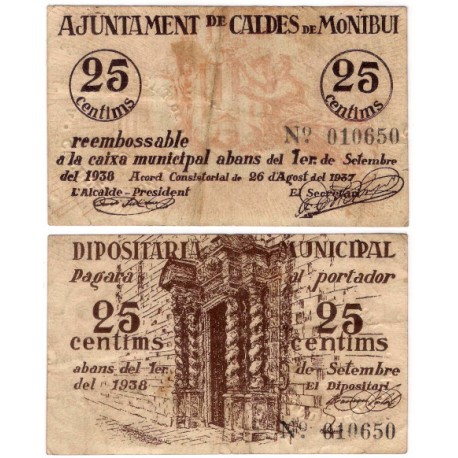 AJUNTAMENT DE CALDES DE MONTBUI
25 25
centims centims
Nº 010650
reembossable
a la caixa municipal abans del 1er. de Setembre
del 1938 Acord Consistorial de 26 d'Agost del 1937
L'Alcalde-President El Secretari
DIPOSITARIA MUNICIPAL
Pagarà al portador
25 25
centims centims
abans del 1er. de Setembre
del 1938 El Dipositari
Nº 010650